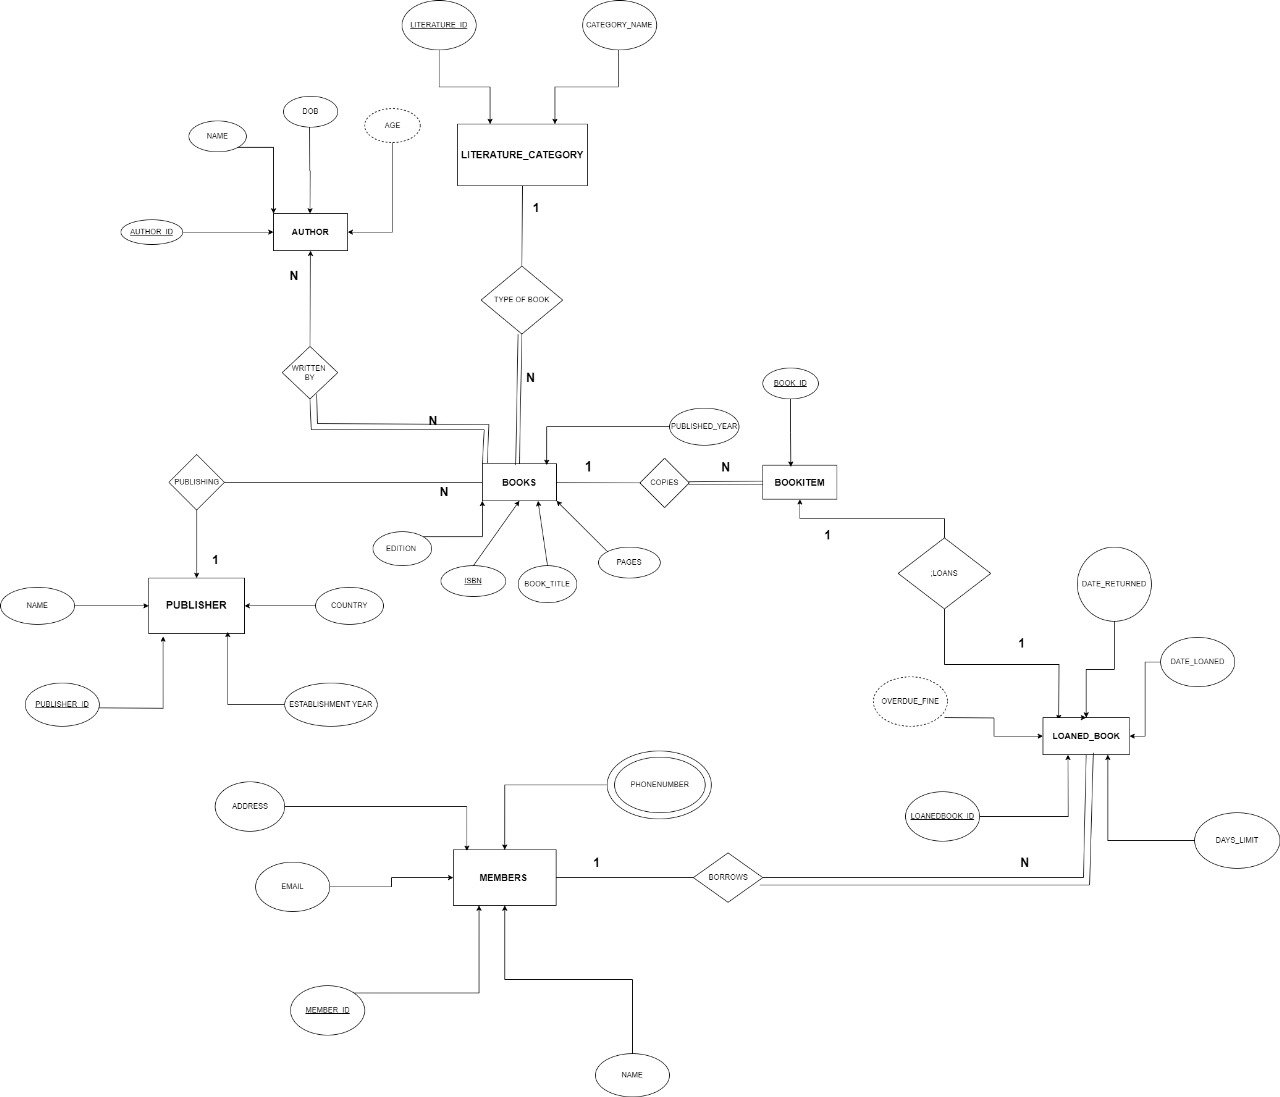 LITERATURE_ID
CATEGORY_NAME
DOB
AGE
NAME
LITERATURE_CATEGORY
1
AUTHOR_ID
AUTHOR
N
TYPE OF BOOK
WRITTEN
BY
N
BOOK_ID
N
PUBLISHED_YEAR
1
N
PUBLISHING
BOOKS
COPIES
BOOKITEM
N
1
EDITION
1
PAGES
;LOANS
ISBN
BOOK_TITLE
DATE_RETURNED
NAME
PUBLISHER
COUNTRY
1
DATE_LOANED
PUBLISHER_ID
ESTABLISHMENT YEAR
OVERDUE_FINE
LOANED_BOOK
PHONENUMBER
ADDRESS
LOANEDBOOK_ID
DAYS_LIMIT
1
N
MEMBERS
BORROWS
EMAIL
MEMBER_ID
NAME